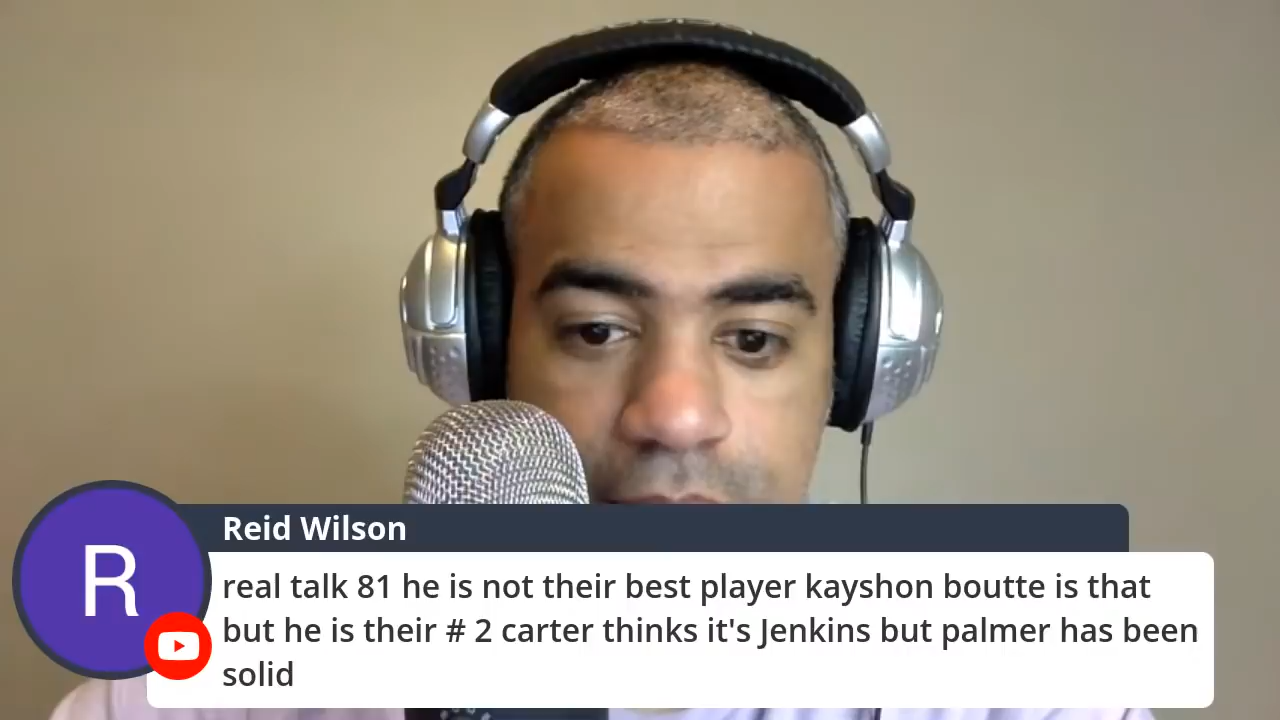 Reid Wilson
R
real talk 81 he is not their best player kayshon boutte is that
but he is their # 2 carter thinks it's Jenkins but palmer has been
solid